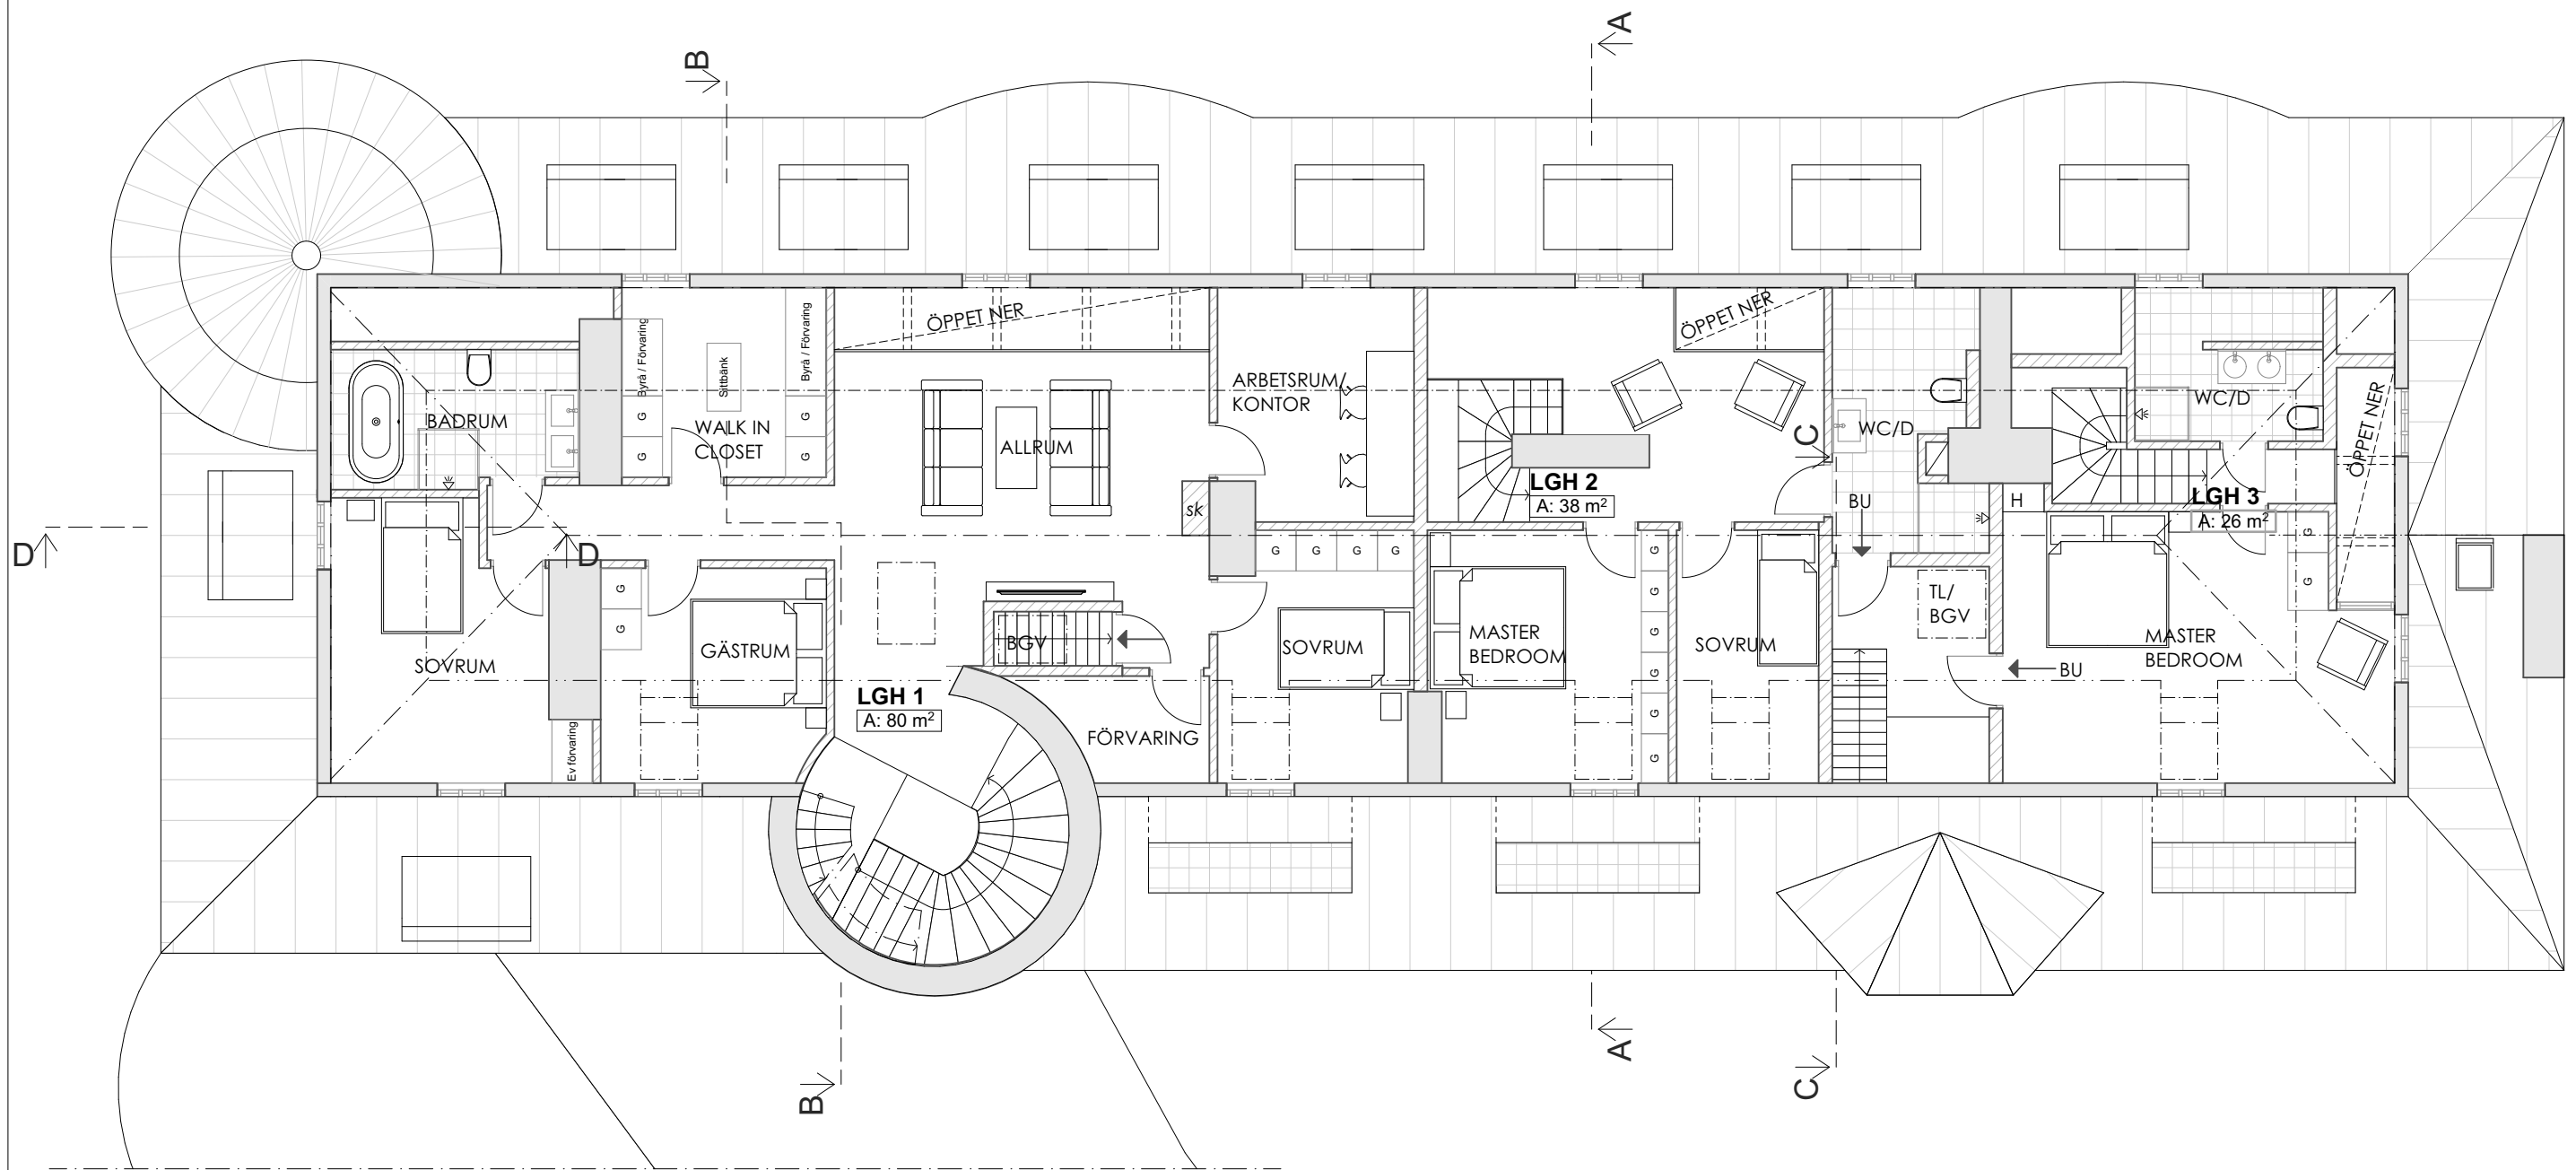 A
B
ÖPPET NER
ÖPPET NER
Byrå / Förvaring
Sittbänk
Byrå / Förvaring
ARBETSRUM/
KONTOR
BADRUM
G
G
WALK IN
CLOSET
G
G
ALLRUM
C
WC/D
WC/D
ÖPPET NER
LGH 2
A: 38 m²
LGH 3
A: 26 m²
sk
BU
H
D
D
G
G
G
G
G
G
G
G
G
G
G
G
G
G
TL/
BGV
SOVRUM
GÄSTRUM
BGV
SOVRUM
MASTER
BEDROOM
SOVRUM
MASTER
BEDROOM
BU
LGH 1
A: 80 m²
FÖRVARING
Ev förvaring
B
A
C